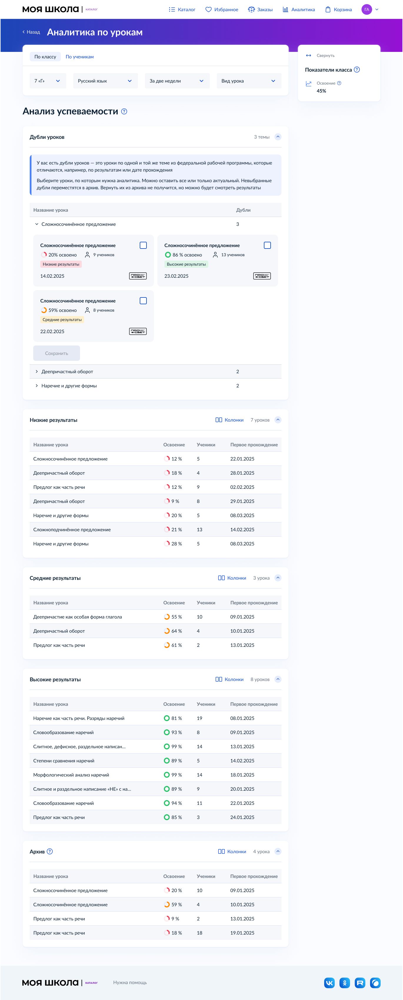 МОЯ ШКОЛА | КАТАЛОГ
Каталог
Избранное
Заказы
Аналитика
Корзина
ГА
Назад
Аналитика по урокам
По классу
По ученикам
7 «Г»
Русский язык
За две недели
Вид урока
Свернуть
Показатели класса ?
Освоение ?
45%
Анализ успеваемости ?
Дубли уроков
3 темы
У вас есть дубли уроков — это уроки по одной и той же теме из федеральной рабочей программы, которые
отличаются, например, по результатам или дате прохождения
Выберите уроки, по которым нужна аналитика. Можно оставить все или только актуальный. Невыбранные
дубли переместятся в архив. Вернуть их из архива не получится, но можно будет смотреть результаты
Название урока Дубли
Сложносочинённое предложение 3
Сложносочинённое предложение
20% освоено 9 учеников
Низкие результаты
14.02.2025 ПРО СВЕТ
Сложносочинённое предложение
86 % освоено 13 учеников
Высокие результаты
23.02.2025 ПРО СВЕТ
Сложносочинённое предложение
59% освоено 8 учеников
Средние результаты
22.02.2025 ПРО СВЕТ
Сохранить
Деепричастный оборот 2
Наречие и другие формы 2
Низкие результаты Колонки 7 уроков
Название урока Освоение Ученики Первое прохождение
Сложносочинённое предложение 12 % 5 22.01.2025
Деепричастный оборот 18 % 4 28.01.2025
Предлог как часть речи 12 % 9 02.02.2025
Деепричастный оборот 9 % 8 29.01.2025
Наречие и другие формы 20 % 5 08.03.2025
Сложноподчинённое предложение 21 % 13 14.02.2025
Наречие и другие формы 28 % 5 08.03.2025
Средние результаты Колонки 3 урока
Название урока Освоение Ученики Первое прохождение
Деепричастие как особая форма глагола 55 % 10 09.01.2025
Деепричастный оборот 64 % 4 10.01.2025
Предлог как часть речи 61 % 2 13.01.2025
Высокие результаты Колонки 8 уроков
Название урока Освоение Ученики Первое прохождение
Наречие как часть речи. Разряды наречий 81 % 19 08.01.2025
Словообразование наречий 93 % 8 09.01.2025
Слитное, дефисное, раздельное написан... 99 % 14 13.01.2025
Степени сравнения наречий 89 % 5 14.02.2025
Морфологический анализ наречий 99 % 14 18.01.2025
Слитное и раздельное написание «НЕ» с на... 89 % 9 20.01.2025
Словообразование наречий 94 % 11 22.01.2025
Предлог как часть речи 85 % 3 24.01.2025
Архив ? Колонки 4 урока
Название урока Освоение Ученики Первое прохождение
Сложносочинённое предложение 20 % 10 09.01.2025
Сложносочинённое предложение 59 % 4 10.01.2025
Предлог как часть речи 9 % 2 13.01.2025
Предлог как часть речи 18 % 18 19.01.2025
МОЯ ШКОЛА | КАТАЛОГ
Нужна помощь